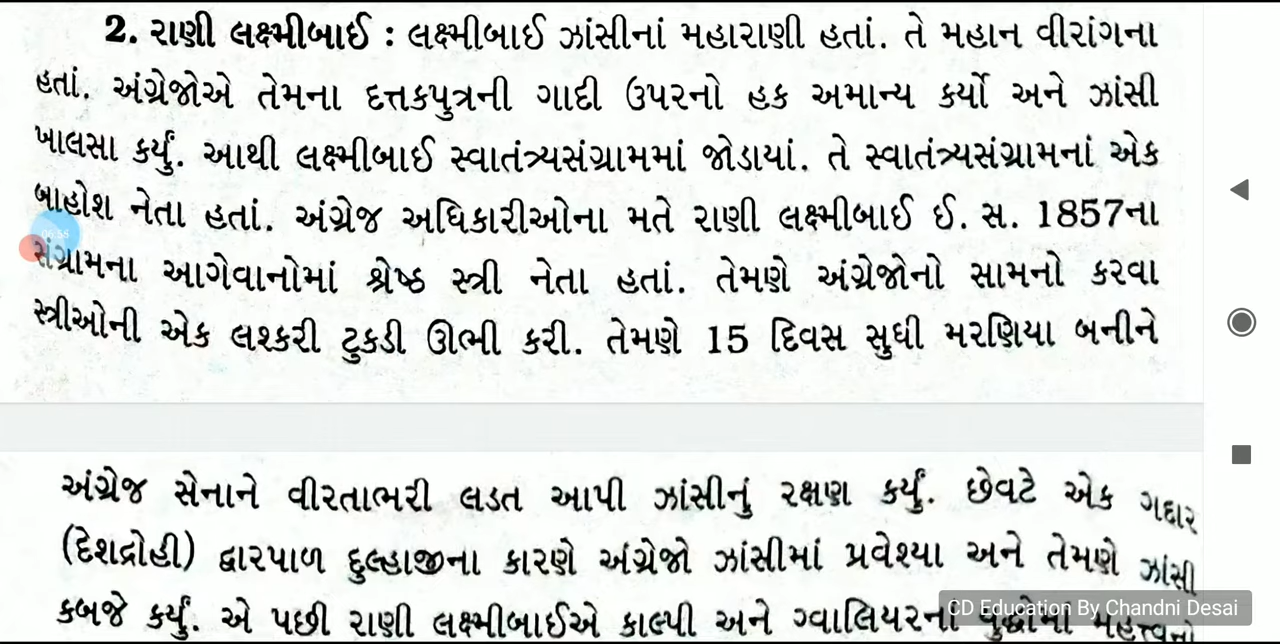 2. રાણી લક્ષ્મીબાઈ : લક્ષ્મીબાઈ ઝાંસીનાં મહારાણી હતાં. તે મહાન વીરાંગના
હતાં. અંગ્રેજોએ તેમના દત્તકપુત્રની ગાદી ઉપરનો હક અમાન્ય કર્યો અને ઝાંસી
ખાલસા કર્યું. આથી લક્ષ્મીબાઈ સ્વાતંત્ર્યસંગ્રામમાં જોડાયાં. તે સ્વાતંત્ર્યસંગ્રામનાં એક
બાહોશ નેતા હતાં. અંગ્રેજ અધિકારીઓના મતે રાણી લક્ષ્મીબાઈ ઈ. સ. 1857ના
06:55
સંગ્રામના આગેવાનોમાં શ્રેષ્ઠ સ્ત્રી નેતા હતાં. તેમણે અંગ્રેજોનો સામનો કરવા
સ્ત્રીઓની એક લશ્કરી ટુકડી ઊભી કરી. તેમણે 15 દિવસ સુધી મરણિયા બનીને
અંગ્રેજ સેનાને વીરતાભરી લડત આપી ઝાંસીનું રક્ષણ કર્યું. છેવટે એક ગદ્દાર
(દેશદ્રોહી) દ્વારપાળ દુલ્હાજીના કારણે અંગ્રેજો ઝાંસીમાં પ્રવેશ્યા અને તેમણે ઝાંસી
કબજે કર્યું. એ પછી રાણી લક્ષ્મીબાઈએ કાલ્પી અને ગ્વાલિયરનાં યુદ્ધોમાં
CD Education By Chandni Desai